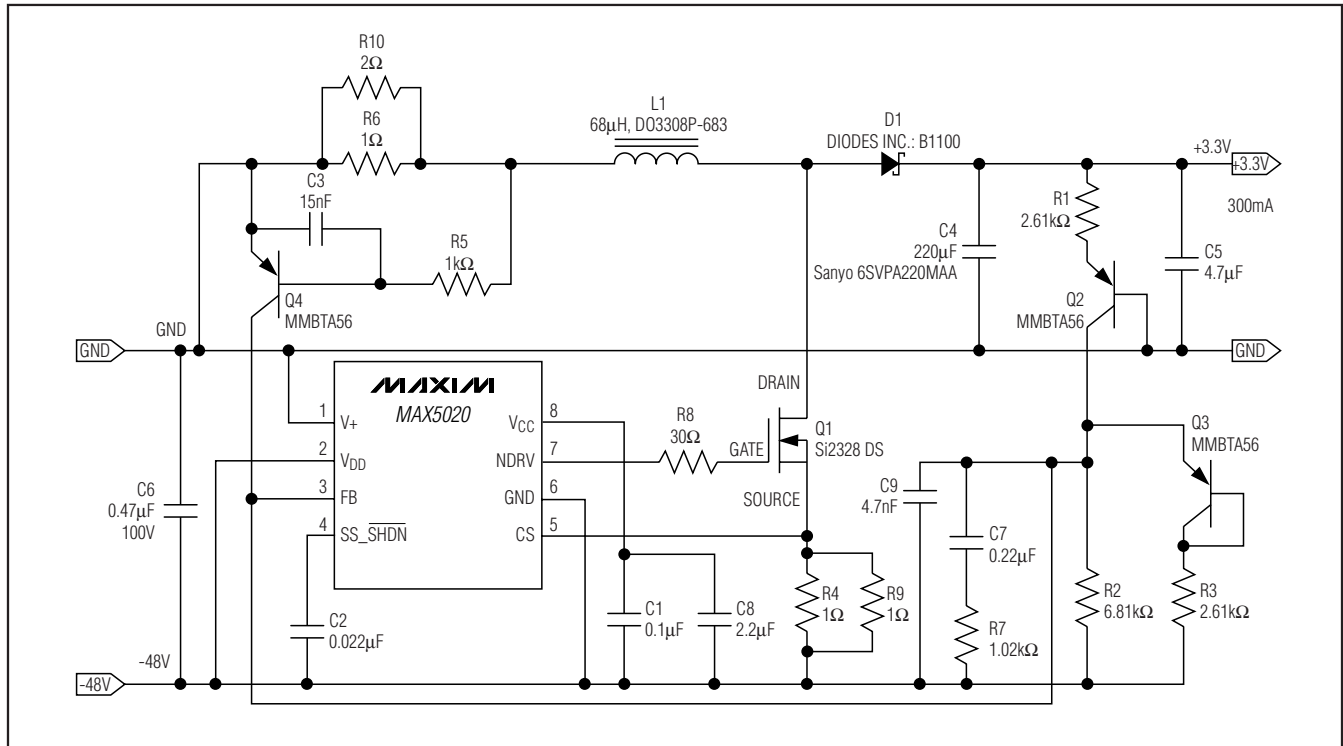 R10
2Ω
R6
1Ω
C3
15nF
R5
1kΩ
Q4
MMBTA56
L1
68µH, DO3308P-683
D1
DIODES INC.: B1100
+3.3V
+3.3V
300mA
R1
2.61kΩ
C4
220µF
Sanyo 6SVPA220MAA
C5
4.7µF
Q2
MMBTA56
GND
GND
GND
MAXIM
MAX5020
1
V+
2
VDD
3
FB
4
SS_SHDN
8
VCC
7
NDRV
6
GND
5
CS
R8
30Ω
GATE
DRAIN
Q1
Si2328 DS
SOURCE
Q3
MMBTA56
C6
0.47µF
100V
C9
4.7nF
C7
0.22µF
R7
1.02kΩ
R2
6.81kΩ
R3
2.61kΩ
C2
0.022µF
C1
0.1µF
C8
2.2µF
R4
1Ω
R9
1Ω
-48V
-48V